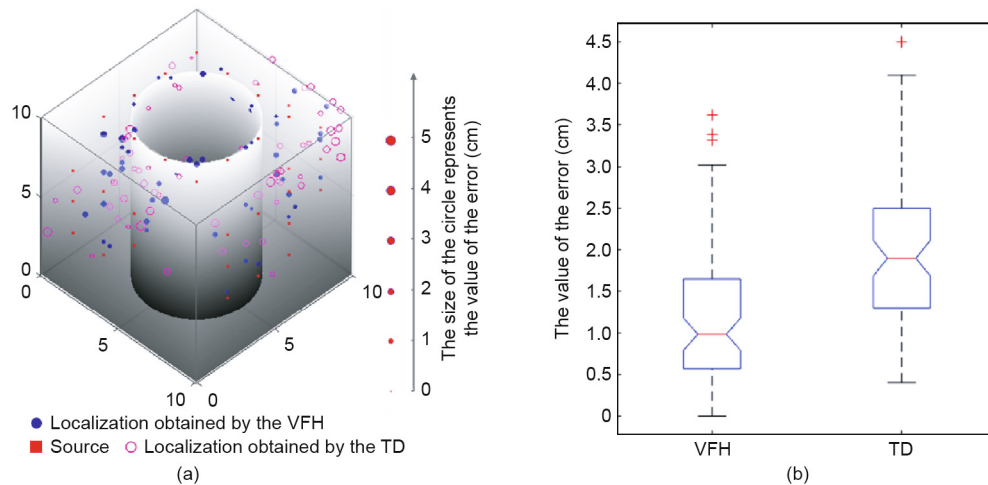 (a)
10
5
0
0
5
10
0
5
10
5
4
3
2
1
0
The size of the circle represents
the value of the error (cm)
Localization obtained by the VFH
Source
Localization obtained by the TD
(b)
4.5
4.0
3.5
3.0
2.5
2.0
1.5
1.0
0.5
0
The value of the error (cm)
VFH
TD